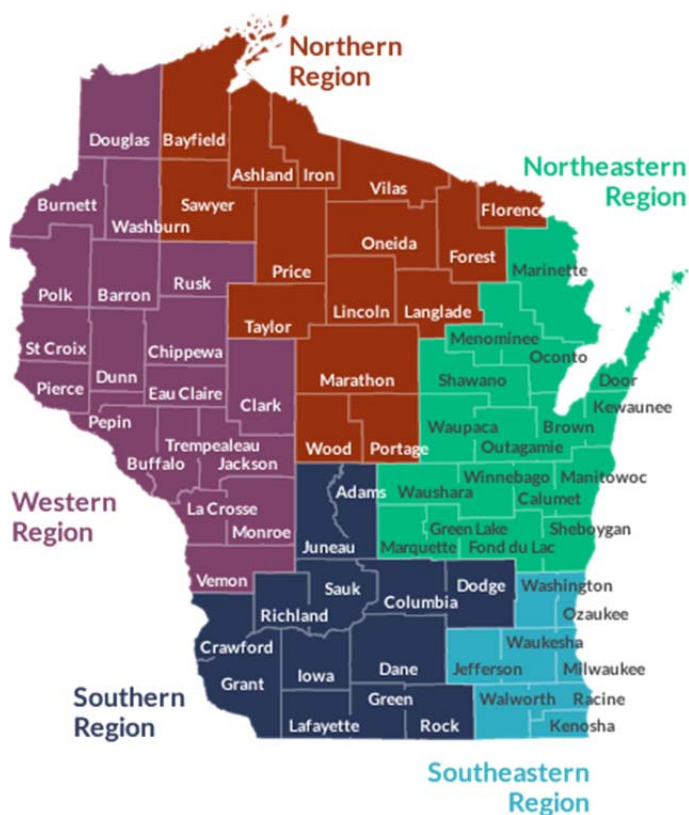 Northern
Region
Northeastern
Region
Douglas
Bayfield
Ashland
Iron
Vilas
Burnett
Washburn
Sawyer
Florenc
Oneida
Forest
Marinette
Polk
Barron
Rusk
Price
Lincoln
Langlade
Taylor
Menominee
Oconto
St Croix
Chippewa
Dunn
Marathon
Shawano
Door
Pierce
Eau Claire
Clark
Kewaunee
Pepin
Trempealeau
Wood
Portage
Waupaca
Brown
Outagamie
Buffalo
Jackson
Adams
Waushara
Winnebago
Manitowoc
Calumet
Western
Region
La Crosse
Monroe
Juneau
Green Lake
Sheboygan
Marquette
Fond du Lac
Vernon
Sauk
Richland
Columbia
Dodge
Washington
Ozaukee
Crawford
Waukesha
Grant
Iowa
Dane
Jefferson
Milwaukee
Southern
Region
Lafayette
Green
Rock
Walworth
Racine
Kenosha
Southeastern
Region